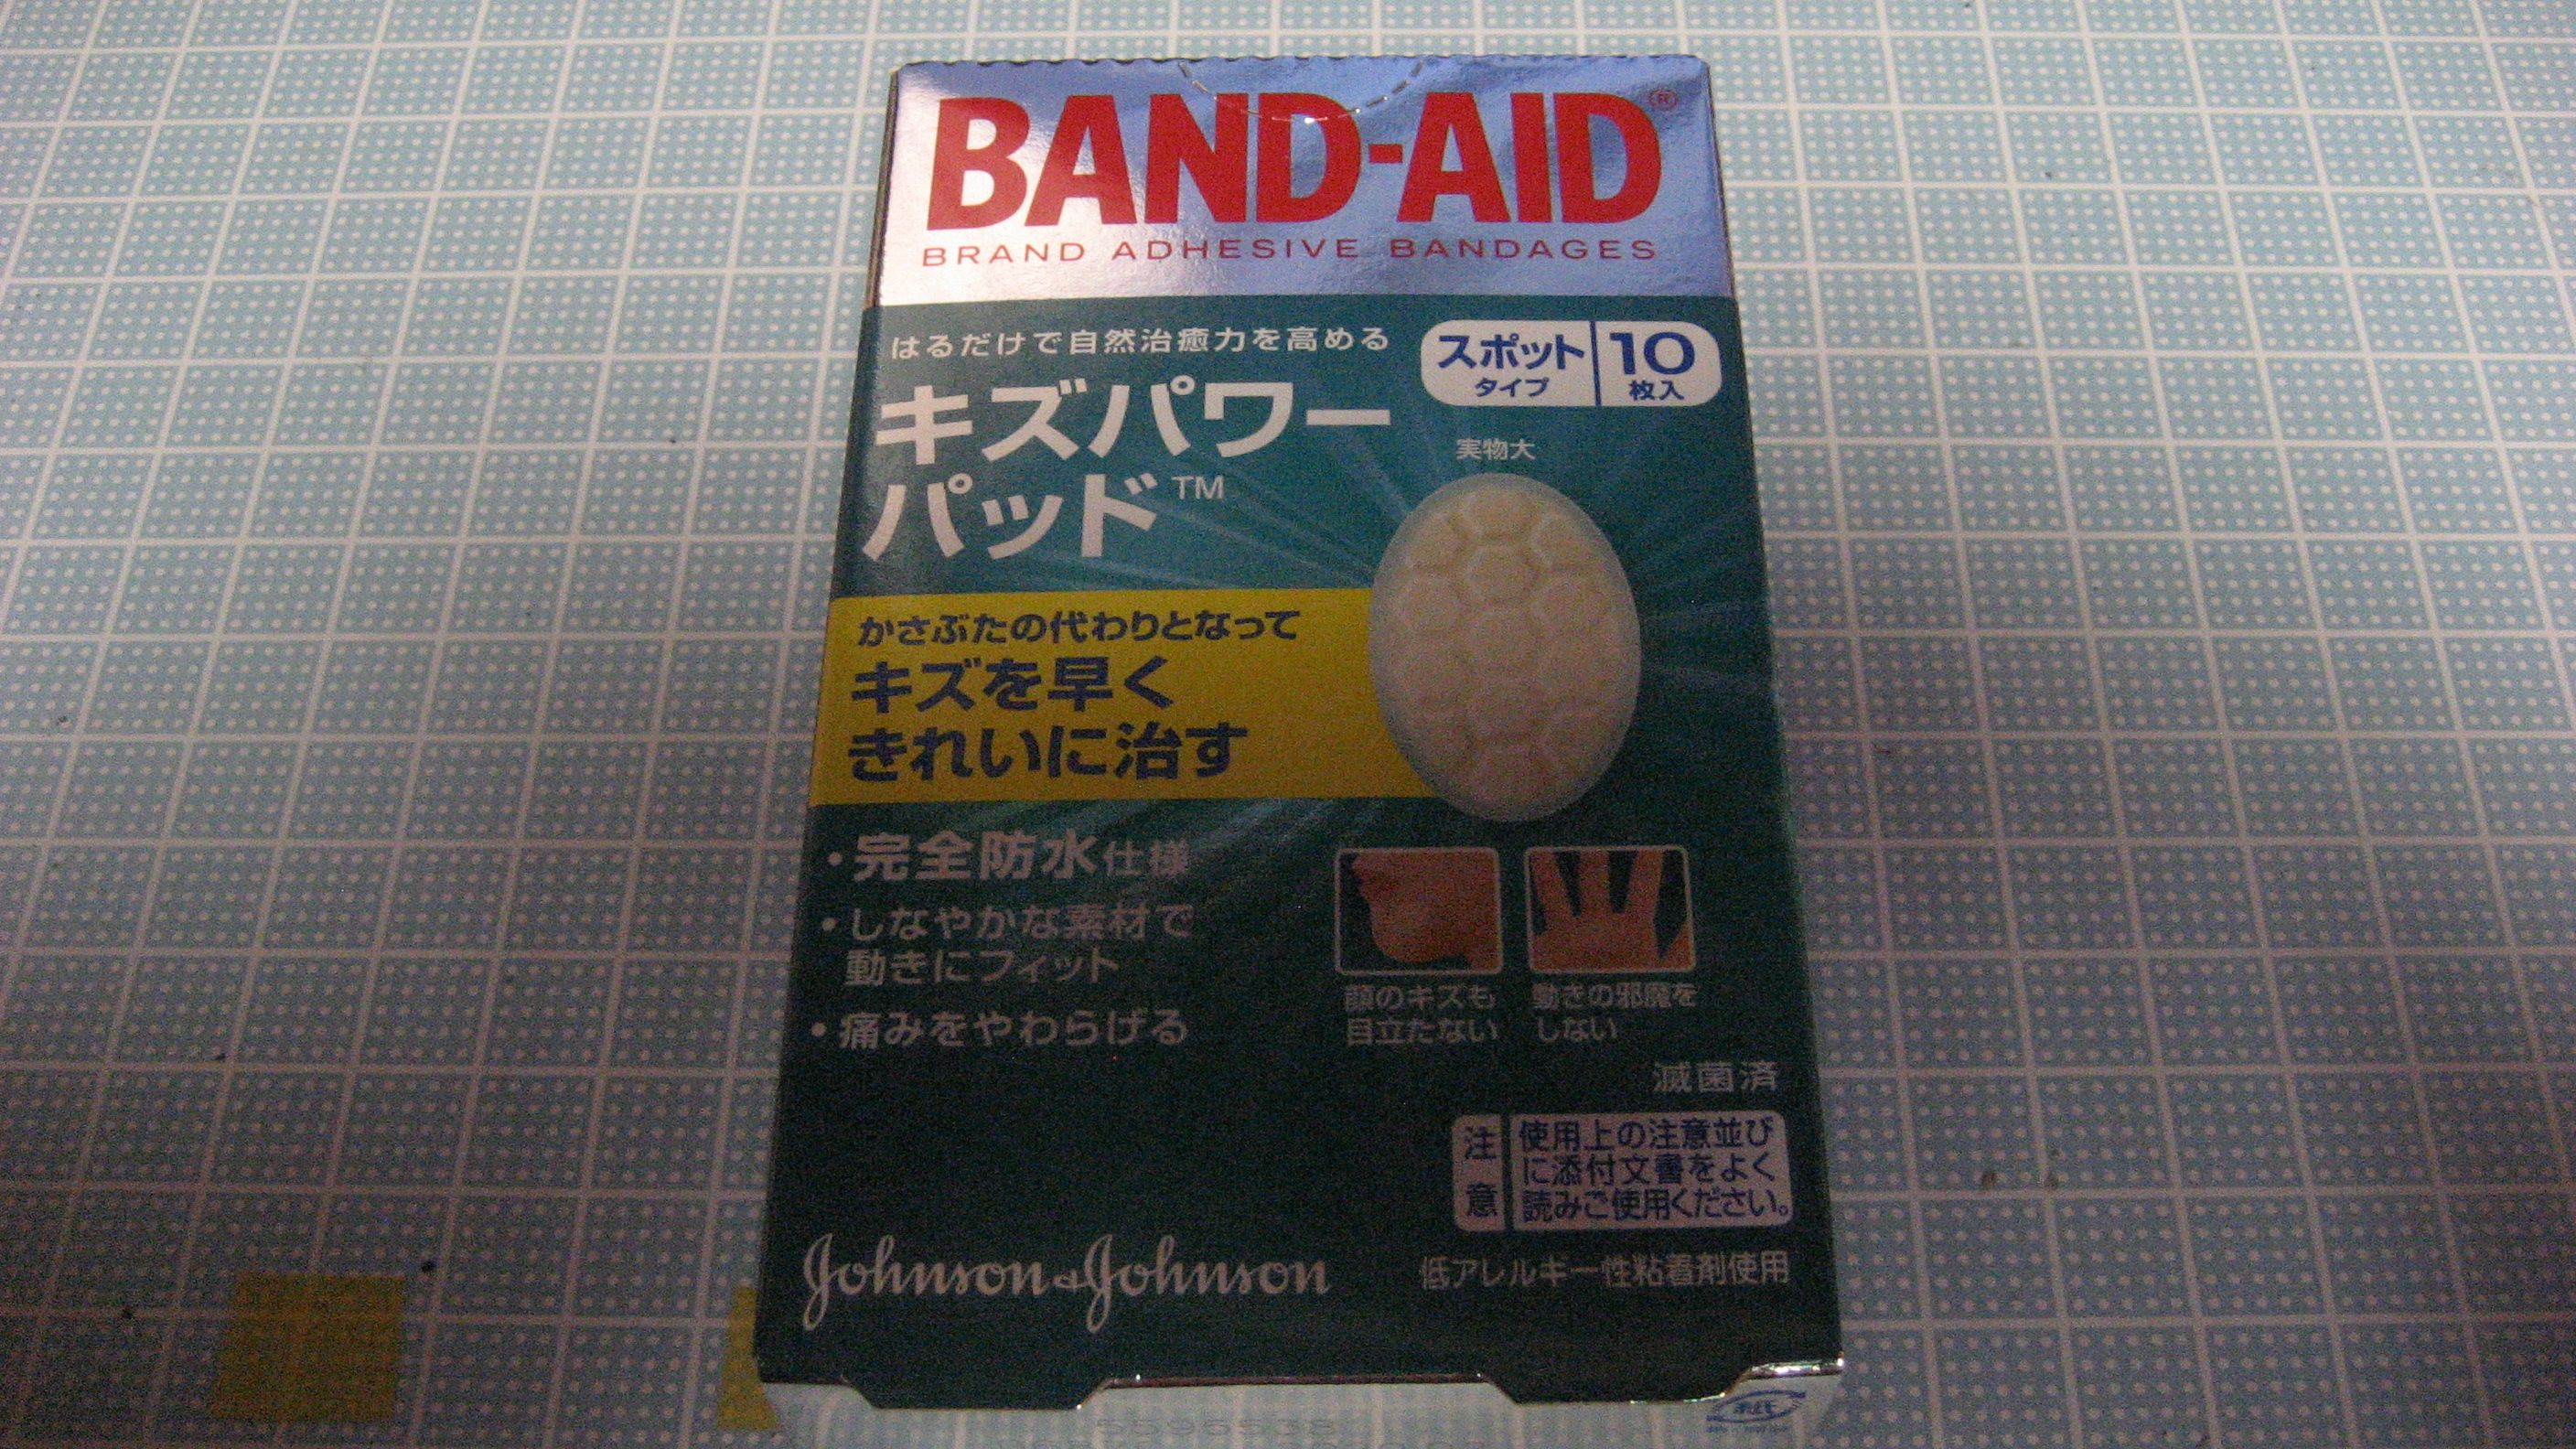 BAND-AID®
BRAND ADHESIVE BANDAGES
はるだけで自然治癒力を高める
スポット
タイプ
10
枚入
キズパワー
パッド™
実物大
かさぶたの代わりとなって
キズを早く
きれいに治す
・完全防水仕様
・しなやかな素材で
動きにフィット
・痛みをやわらげる
顔のキズも
目立たない
動きの邪魔を
しない
滅菌済
注意
使用上の注意並び
に添付文書をよく
読みご使用ください。
Johnson & Johnson
低アレルギー性粘着剤使用